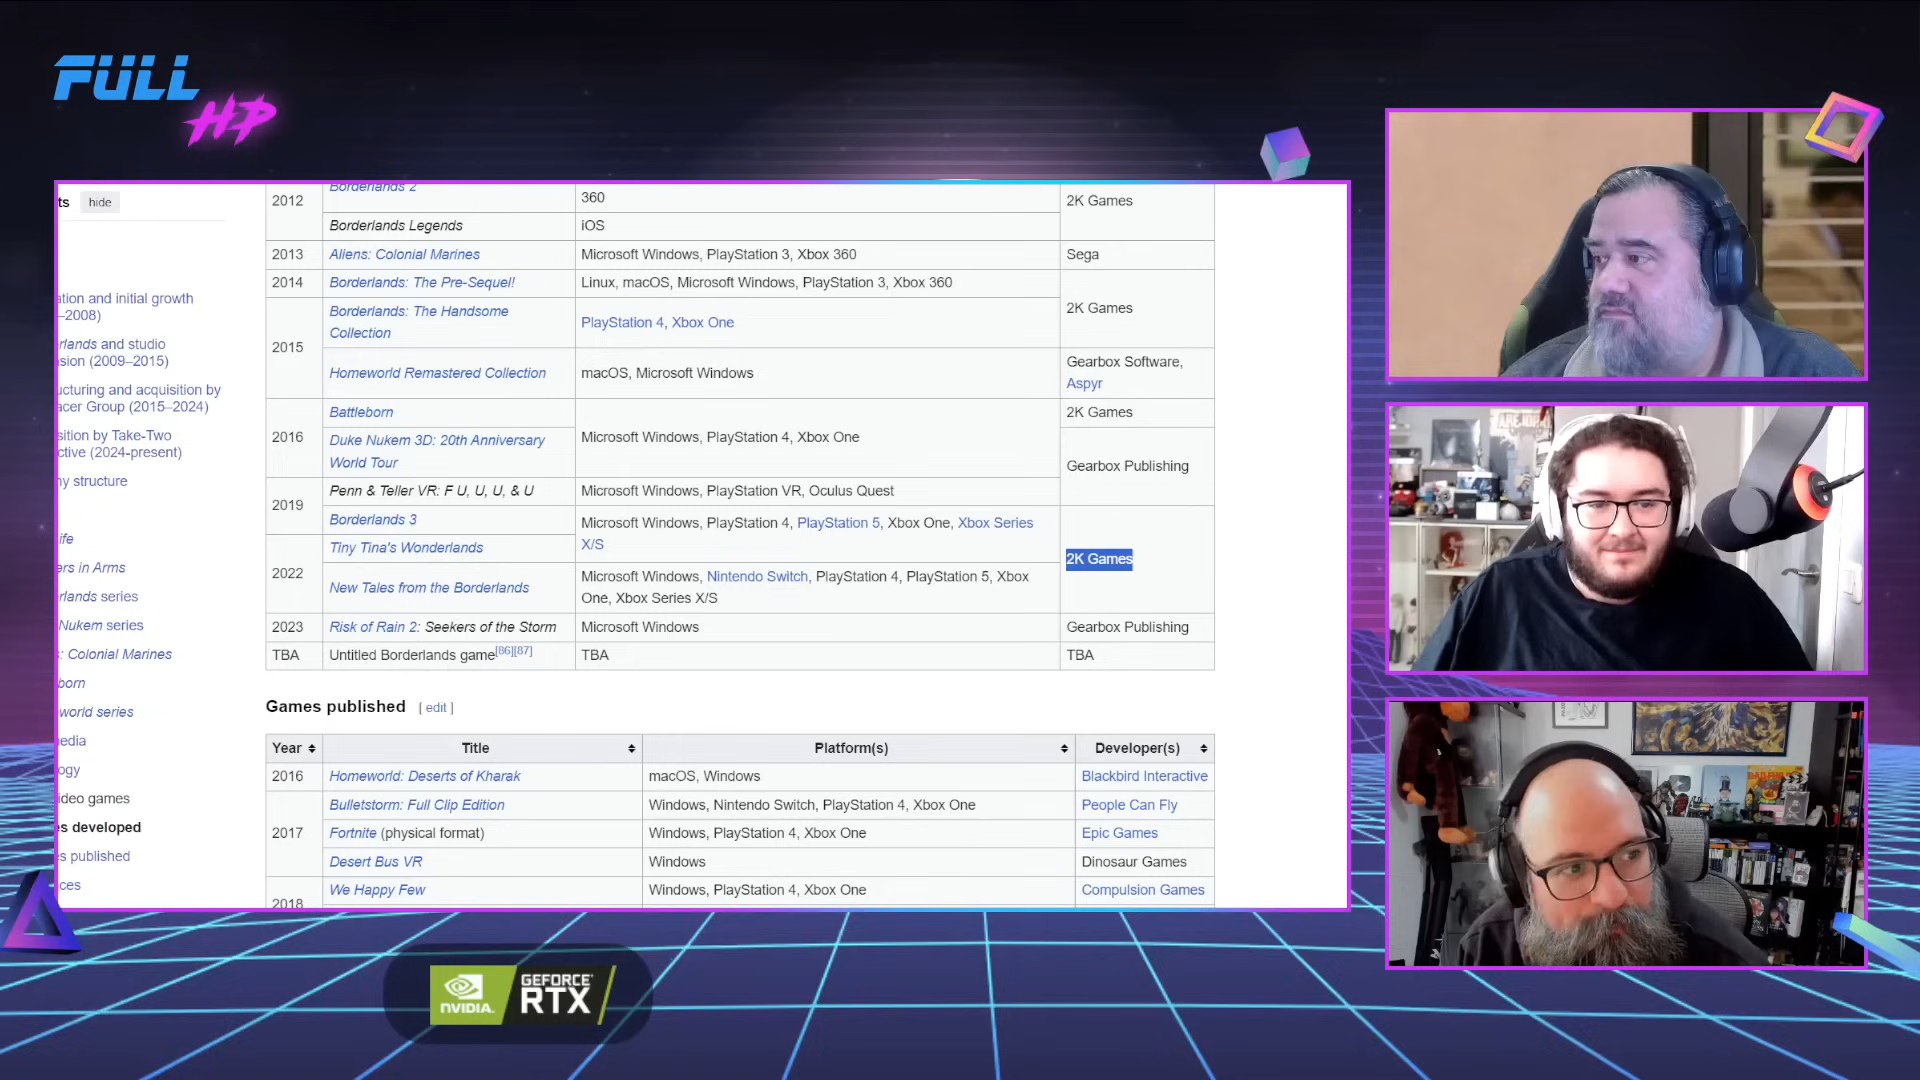 FULL
HP
ts hide
ation and initial growth
–2008)
rlands and studio
sion (2009–2015)
ucturing and acquisition by
acer Group (2015–2024)
sition by Take-Two
ctive (2024-present)
ny structure
ife
ers in Arms
rlands series
Nukem series
s: Colonial Marines
born
world series
nedia
ogy
ideo games
es developed
es published
ces
2012 Borderlands 2 360 2K Games
Borderlands Legends iOS
2013 Aliens: Colonial Marines Microsoft Windows, PlayStation 3, Xbox 360 Sega
2014 Borderlands: The Pre-Sequel! Linux, macOS, Microsoft Windows, PlayStation 3, Xbox 360 2K Games
2015 Borderlands: The Handsome
Collection PlayStation 4, Xbox One
Homeworld Remastered Collection macOS, Microsoft Windows Gearbox Software,
Aspyr
2016 Battleborn Microsoft Windows, PlayStation 4, Xbox One 2K Games
Duke Nukem 3D: 20th Anniversary
World Tour Gearbox Publishing
2019 Penn & Teller VR: F U, U, U, & U Microsoft Windows, PlayStation VR, Oculus Quest
Borderlands 3 Microsoft Windows, PlayStation 4, PlayStation 5, Xbox One, Xbox Series
X/S 2K Games
2022 Tiny Tina's Wonderlands
New Tales from the Borderlands Microsoft Windows, Nintendo Switch, PlayStation 4, PlayStation 5, Xbox
One, Xbox Series X/S
2023 Risk of Rain 2: Seekers of the Storm Microsoft Windows Gearbox Publishing
TBA Untitled Borderlands game[86][87] TBA TBA
Games published [ edit ]
Year Title Platform(s) Developer(s)
2016 Homeworld: Deserts of Kharak macOS, Windows Blackbird Interactive
2017 Bulletstorm: Full Clip Edition Windows, Nintendo Switch, PlayStation 4, Xbox One People Can Fly
Fortnite (physical format) Windows, PlayStation 4, Xbox One Epic Games
Desert Bus VR Windows Dinosaur Games
2018 We Happy Few Windows, PlayStation 4, Xbox One Compulsion Games
NVIDIA.
GEFORCE
RTX